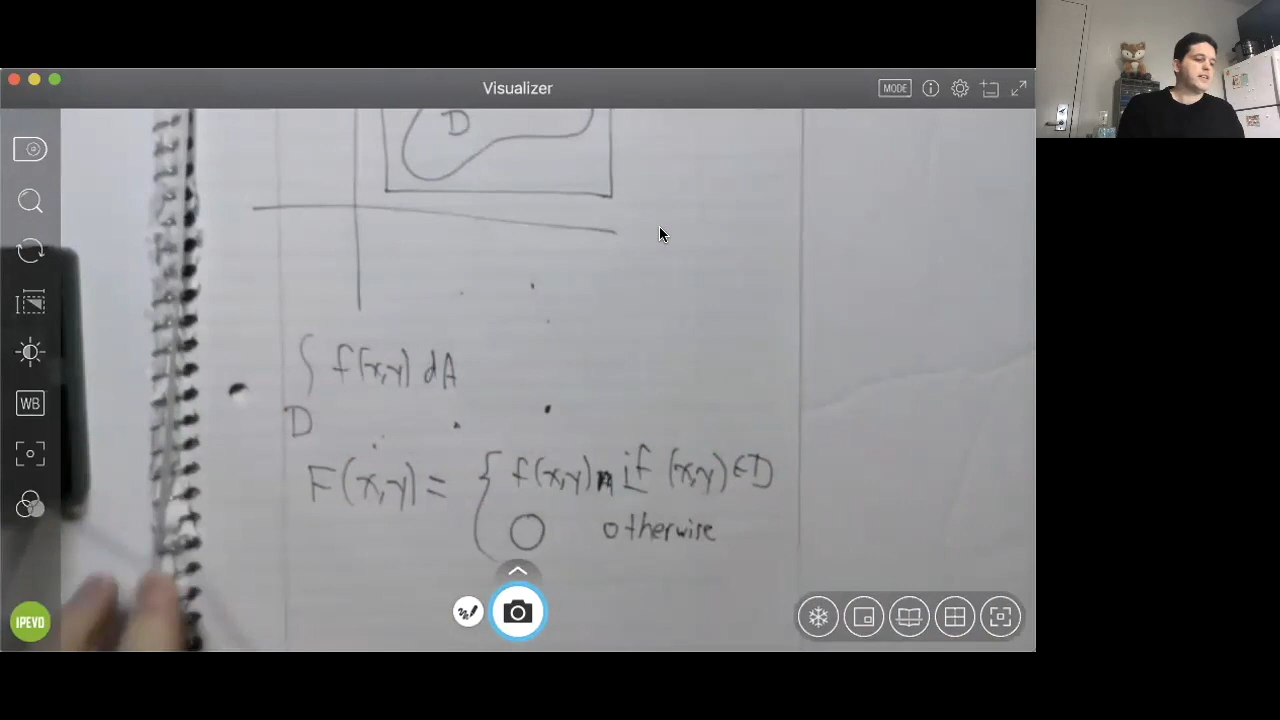 Visualizer
MODE
D
∫ f(x,y) dA
D
WB
F(x,y) = { f(x,y) if (x,y) ∈ D
0 otherwise
IPEVO